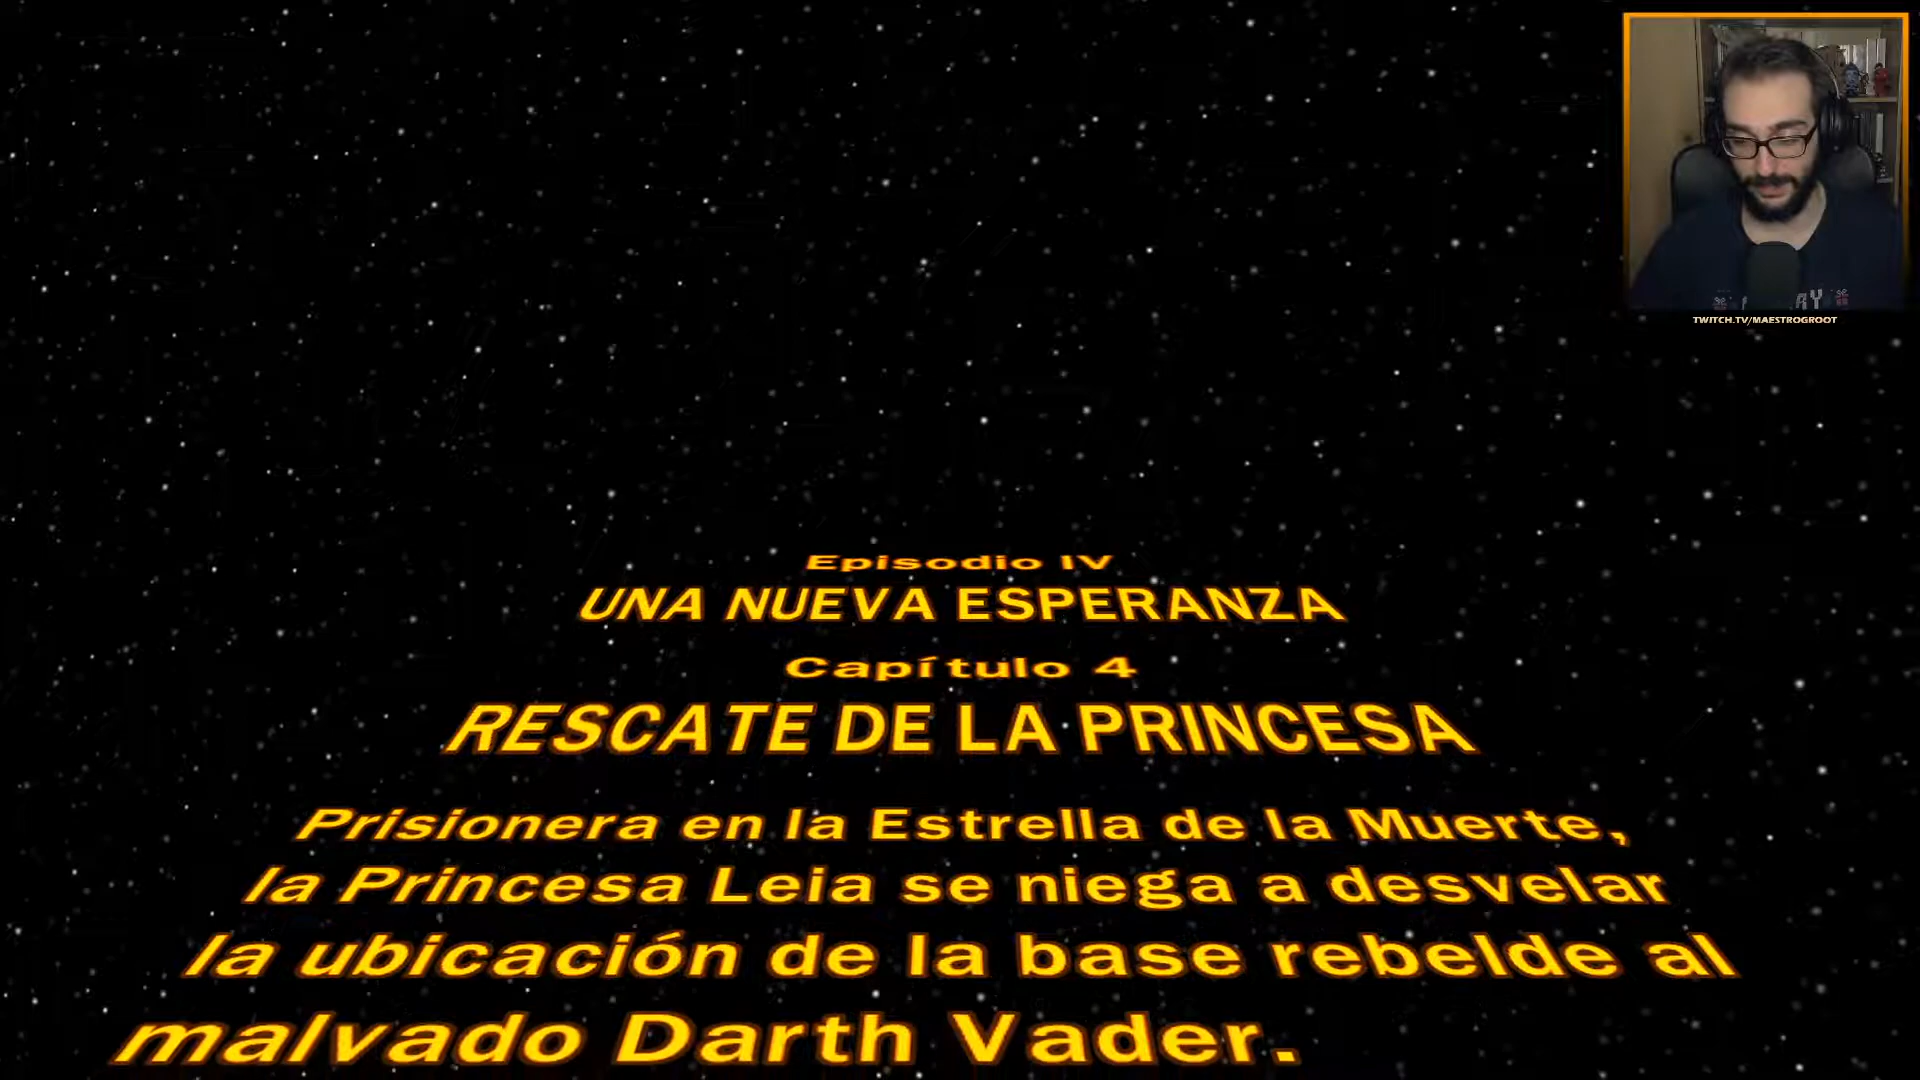 TWITCH.TV/MAESTROGROOT
Episodio IV
UNA NUEVA ESPERANZA
Capítulo 4
RESCATE DE LA PRINCESA
Prisionera en la Estrella de la Muerte,
la Princesa Leia se niega a desvelar
la ubicación de la base rebelde al
malvado Darth Vader.